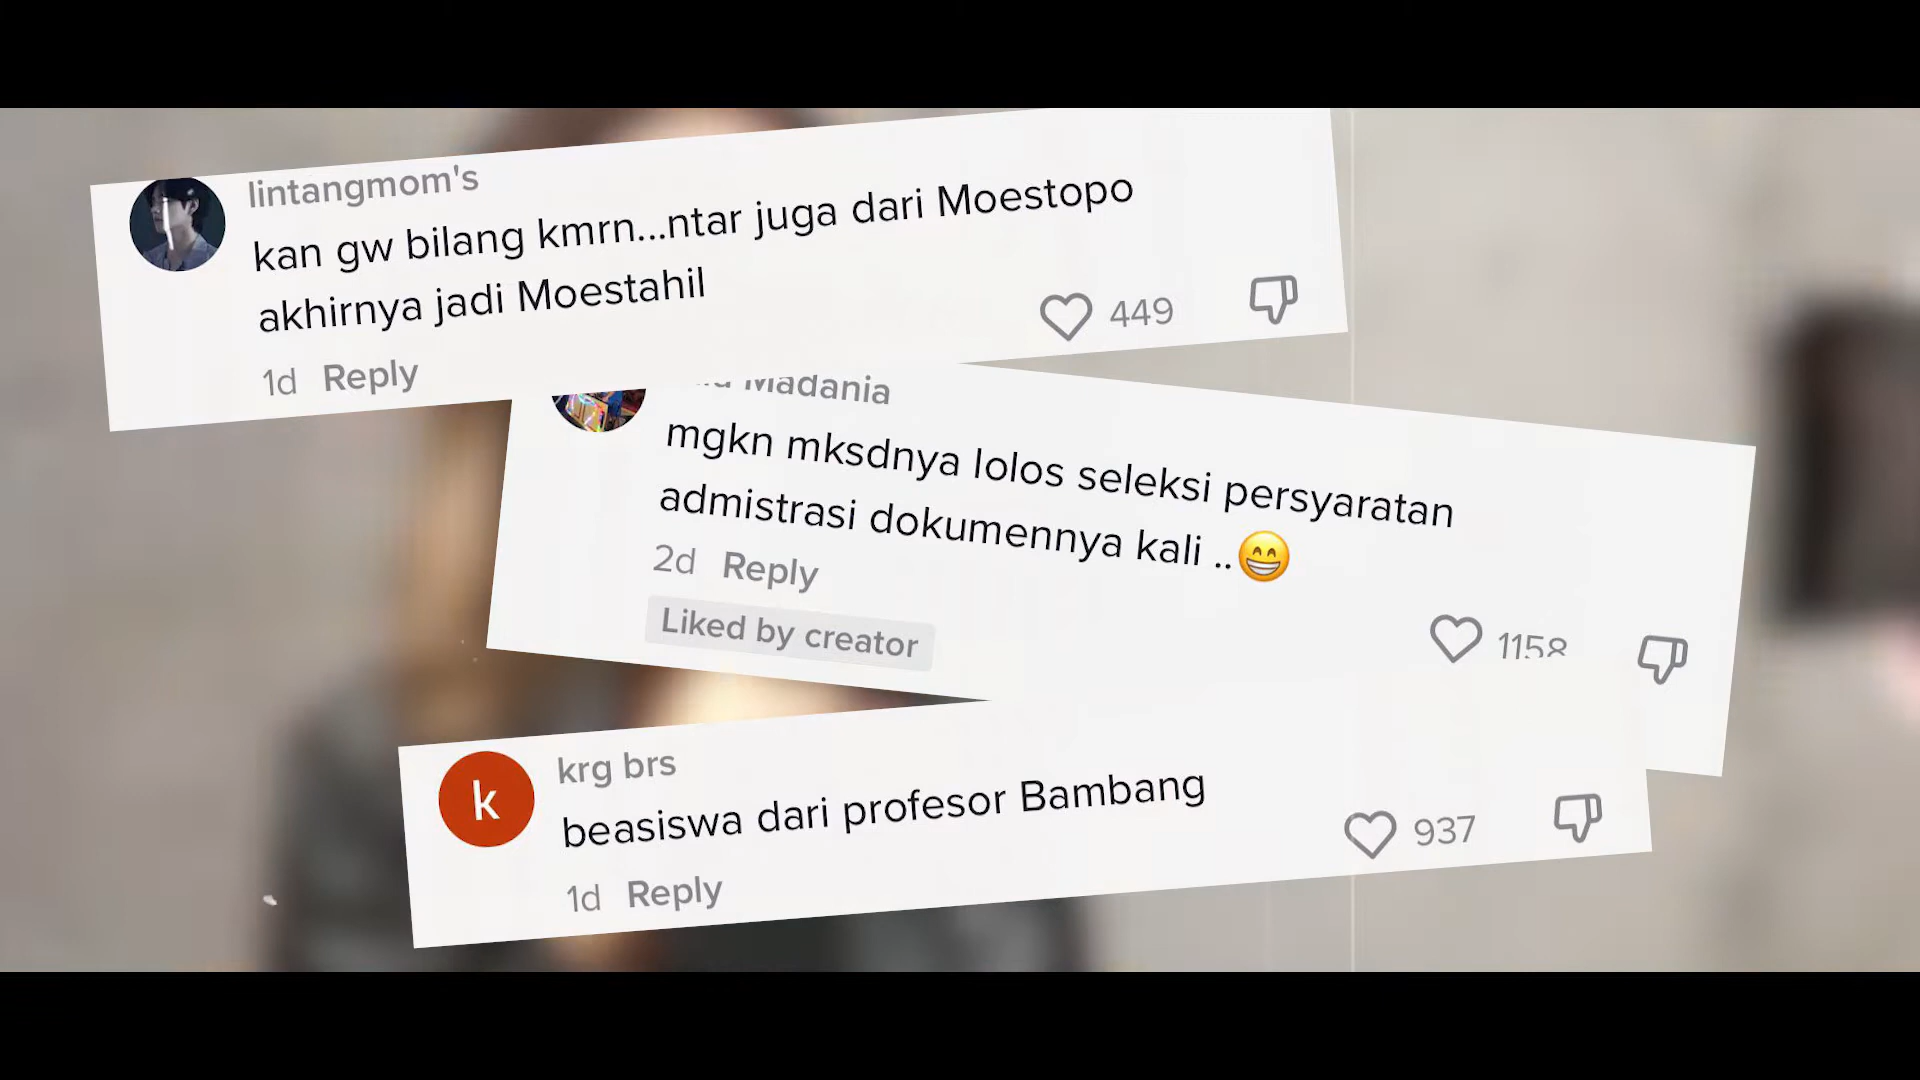 lintangmom's
kan gw bilang kmrn...ntar juga dari Moestopo
akhirnya jadi Moestahil
449
1d Reply
Madania
mgkn mksdnya lolos seleksi persyaratan
admistrasi dokumennya kali ..😁
2d Reply
Liked by creator
1158
krg brs
k
beasiswa dari profesor Bambang
937
1d Reply